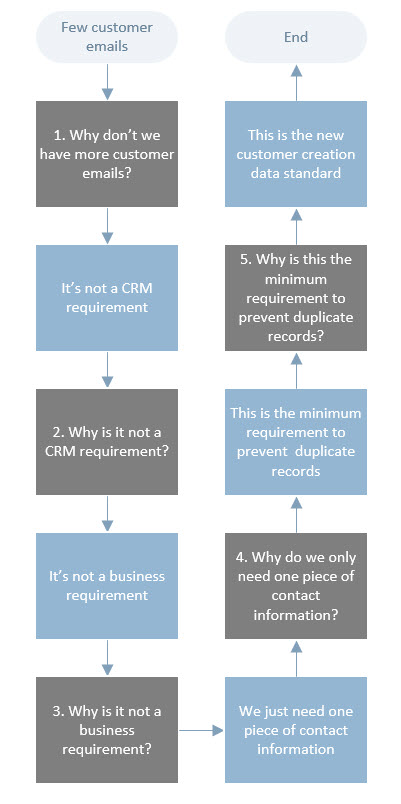 Few customer
emails
1. Why don't we
have more customer
emails?
It's not a CRM
requirement
2. Why is it not a
CRM requirement?
It's not a business
requirement
3. Why is it not a
business
requirement?
We just need one
piece of contact
information
4. Why do we only
need one piece of
contact
information?
This is the minimum
requirement to
prevent  duplicate
records
5. Why is this the
minimum
requirement to
prevent duplicate
records?
This is the new
customer creation
data standard
End